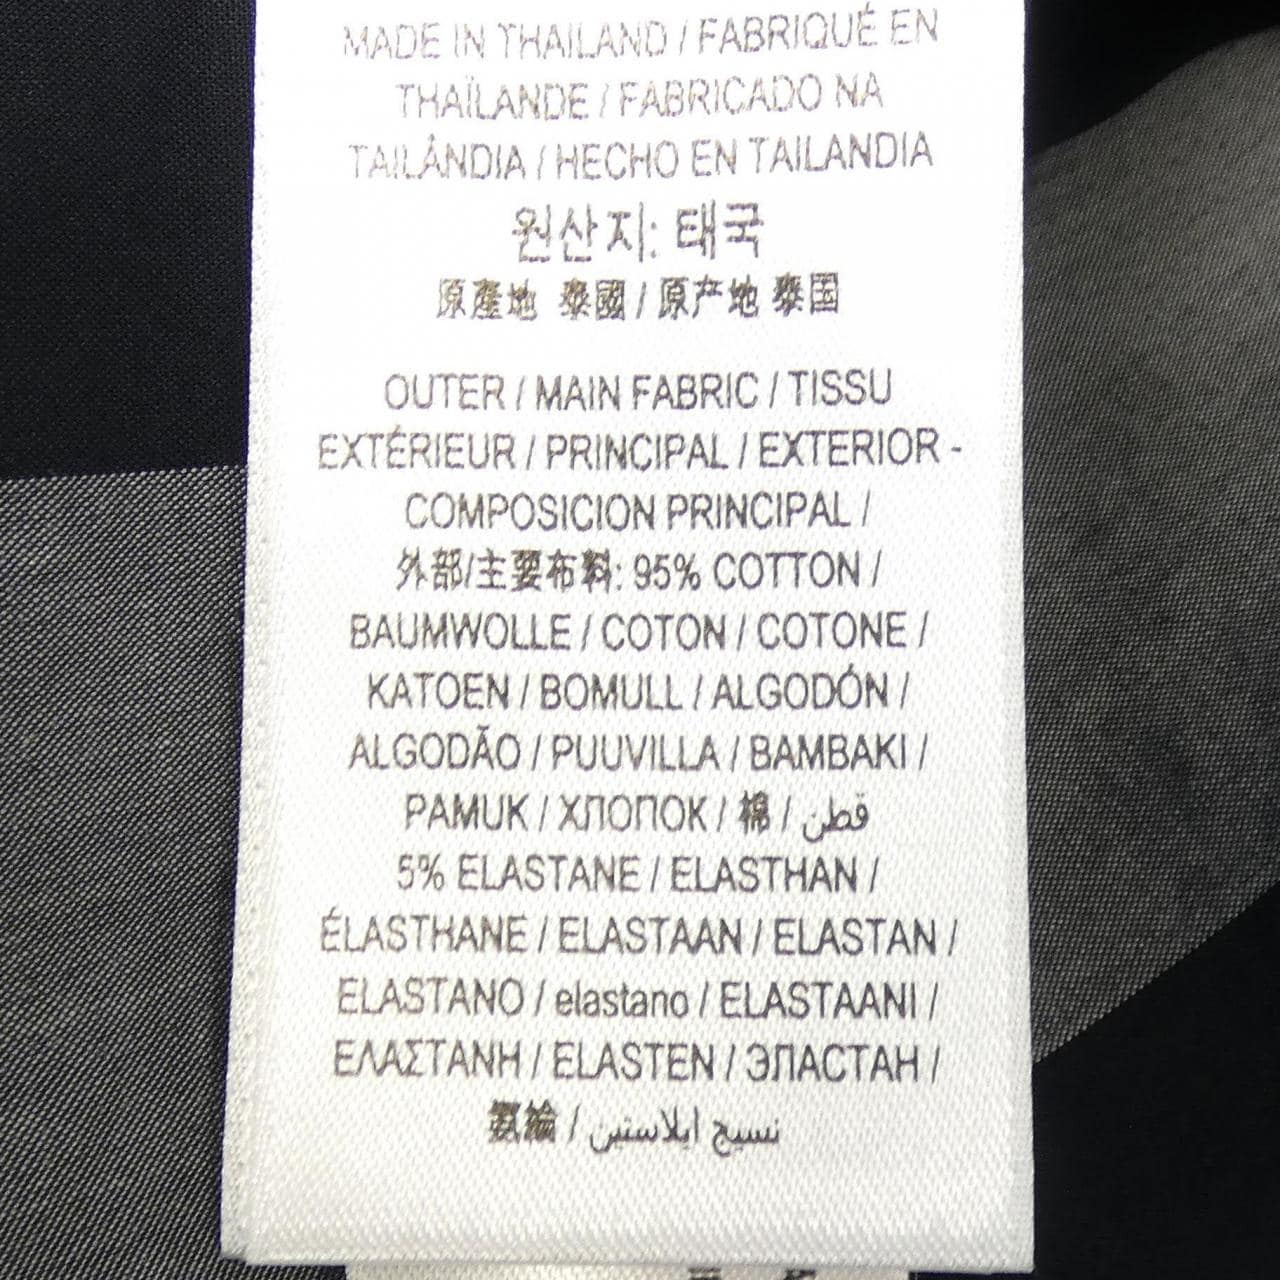 MADE IN THAILAND / FABRIQUÉ EN
THAÏLANDE / FABRICADO NA
TAILÂNDIA / HECHO EN TAILANDIA
원산지: 태국
原產地 泰國 / 原产地 泰国
OUTER / MAIN FABRIC / TISSU
EXTÉRIEUR / PRINCIPAL / EXTERIOR -
COMPOSICION PRINCIPAL /
外部/主要布料: 95% COTTON /
BAUMWOLLE / COTON / COTONE /
KATOEN / BOMULL / ALGODÓN /
ALGODÃO / PUUVILLA / BAMBAKI /
PAMUK / ХЛОПОК / 棉 / قطن
5% ELASTANE / ELASTHAN /
ÉLASTHANE / ELASTAAN / ELASTAN /
ELASTANO / elastano / ELASTAANI /
ΕΛΑΣΤΑΝΗ / ELASTEN / ЭЛАСТАН /
氨綸 / نسيج ايلاستين